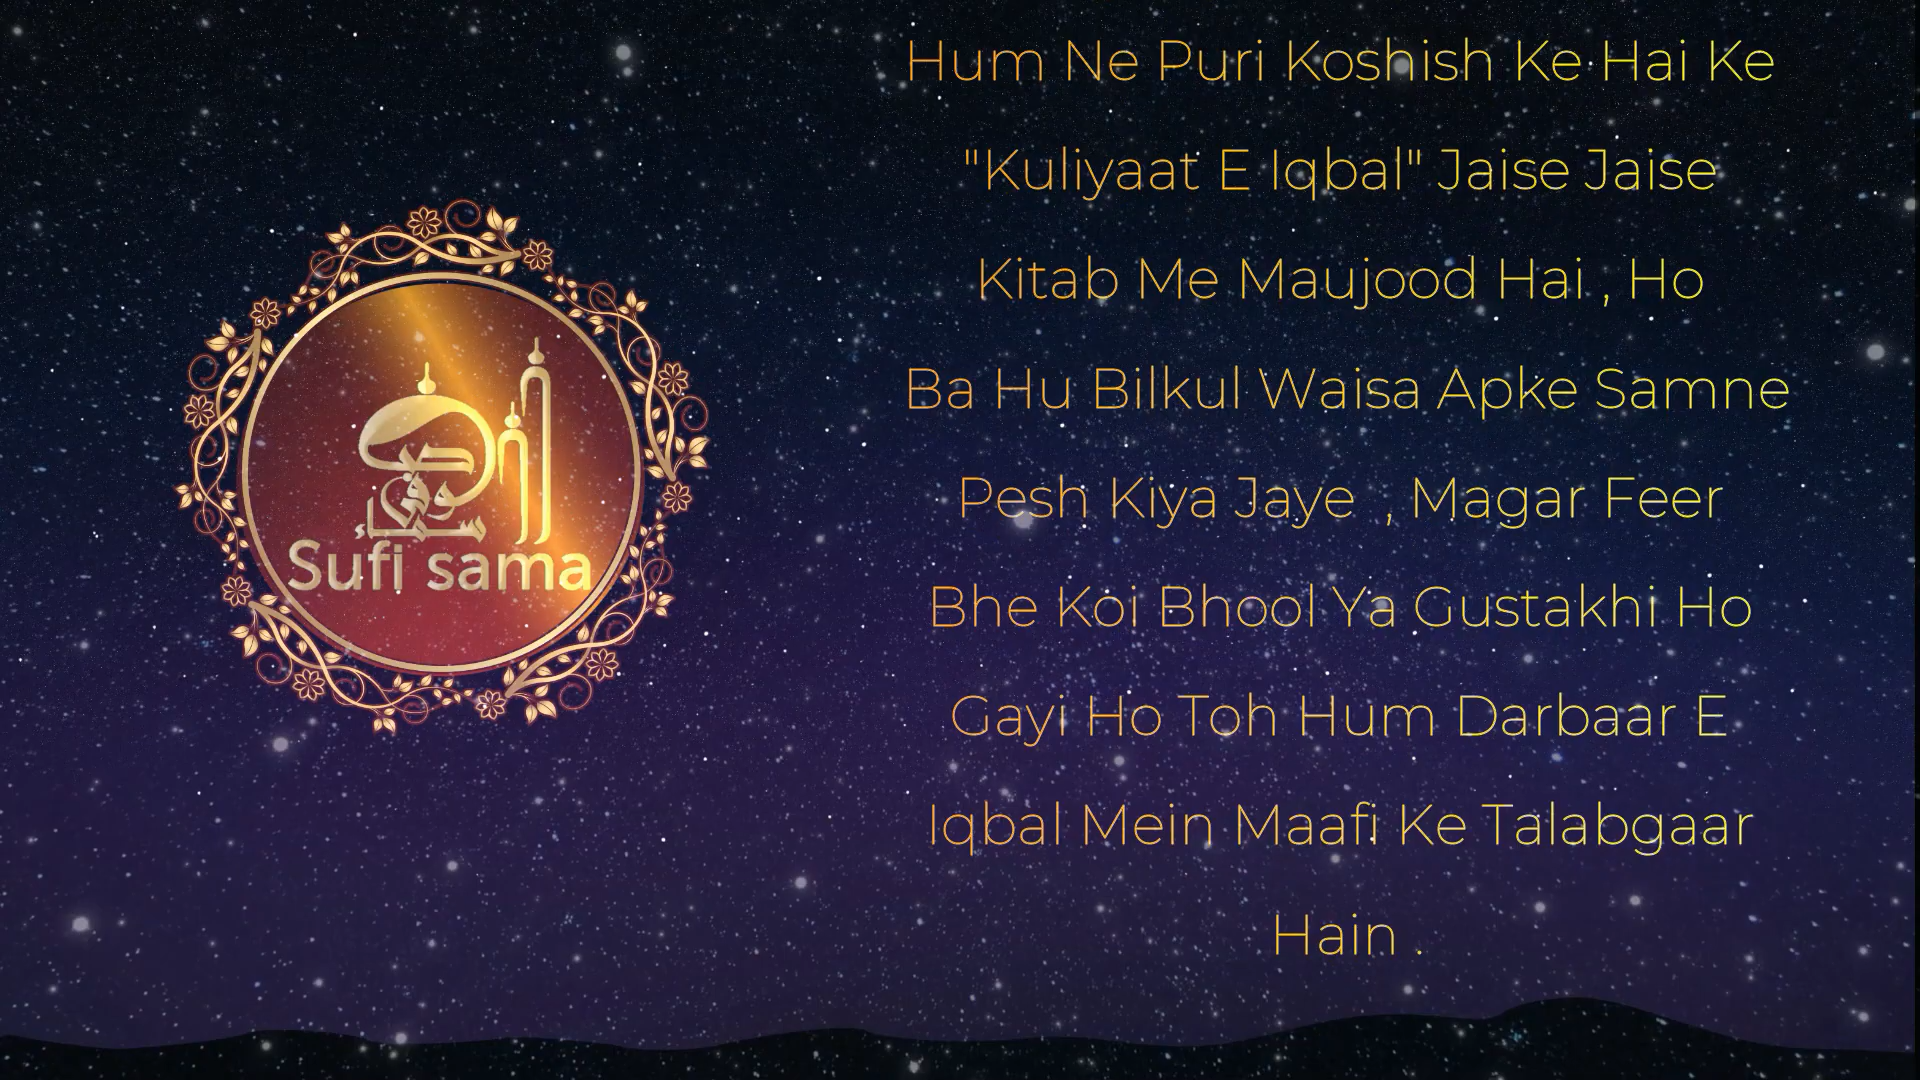 صوفی
سماء
Sufi sama
Hum Ne Puri Koshish Ke Hai Ke
"Kuliyaat E Iqbal" Jaise Jaise
Kitab Me Maujood Hai , Ho
Ba Hu Bilkul Waisa Apke Samne
Pesh Kiya Jaye , Magar Feer
Bhe Koi Bhool Ya Gustakhi Ho
Gayi Ho Toh Hum Darbaar E
Iqbal Mein Maafi Ke Talabgaar
Hain .